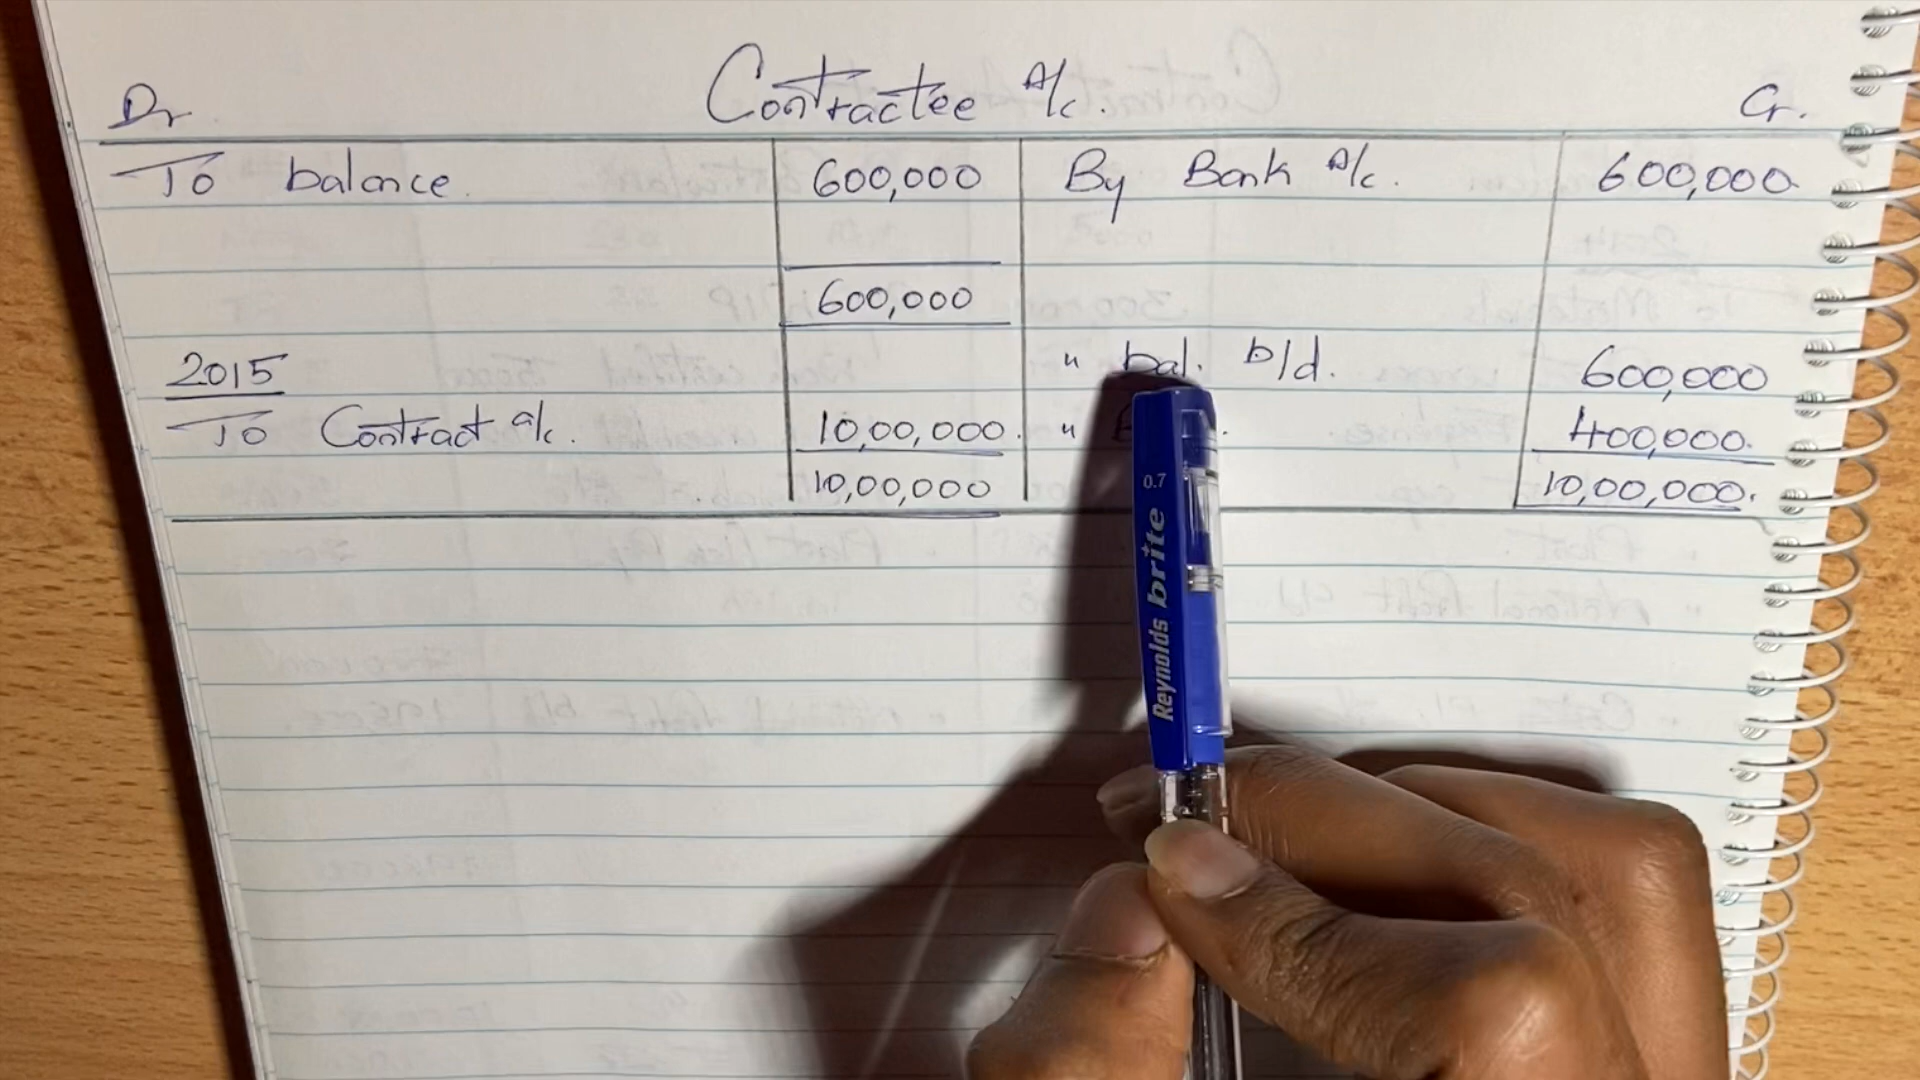 Contractee A/c.
Dr Cr.
To balance. 600,000 By Bank A/c. 600,000
600,000
2015 " bal. b/d. 600,000
To Contract a/c. 10,00,000. " 400,000.
10,00,000 10,00,000.
0.7
Reynolds brite